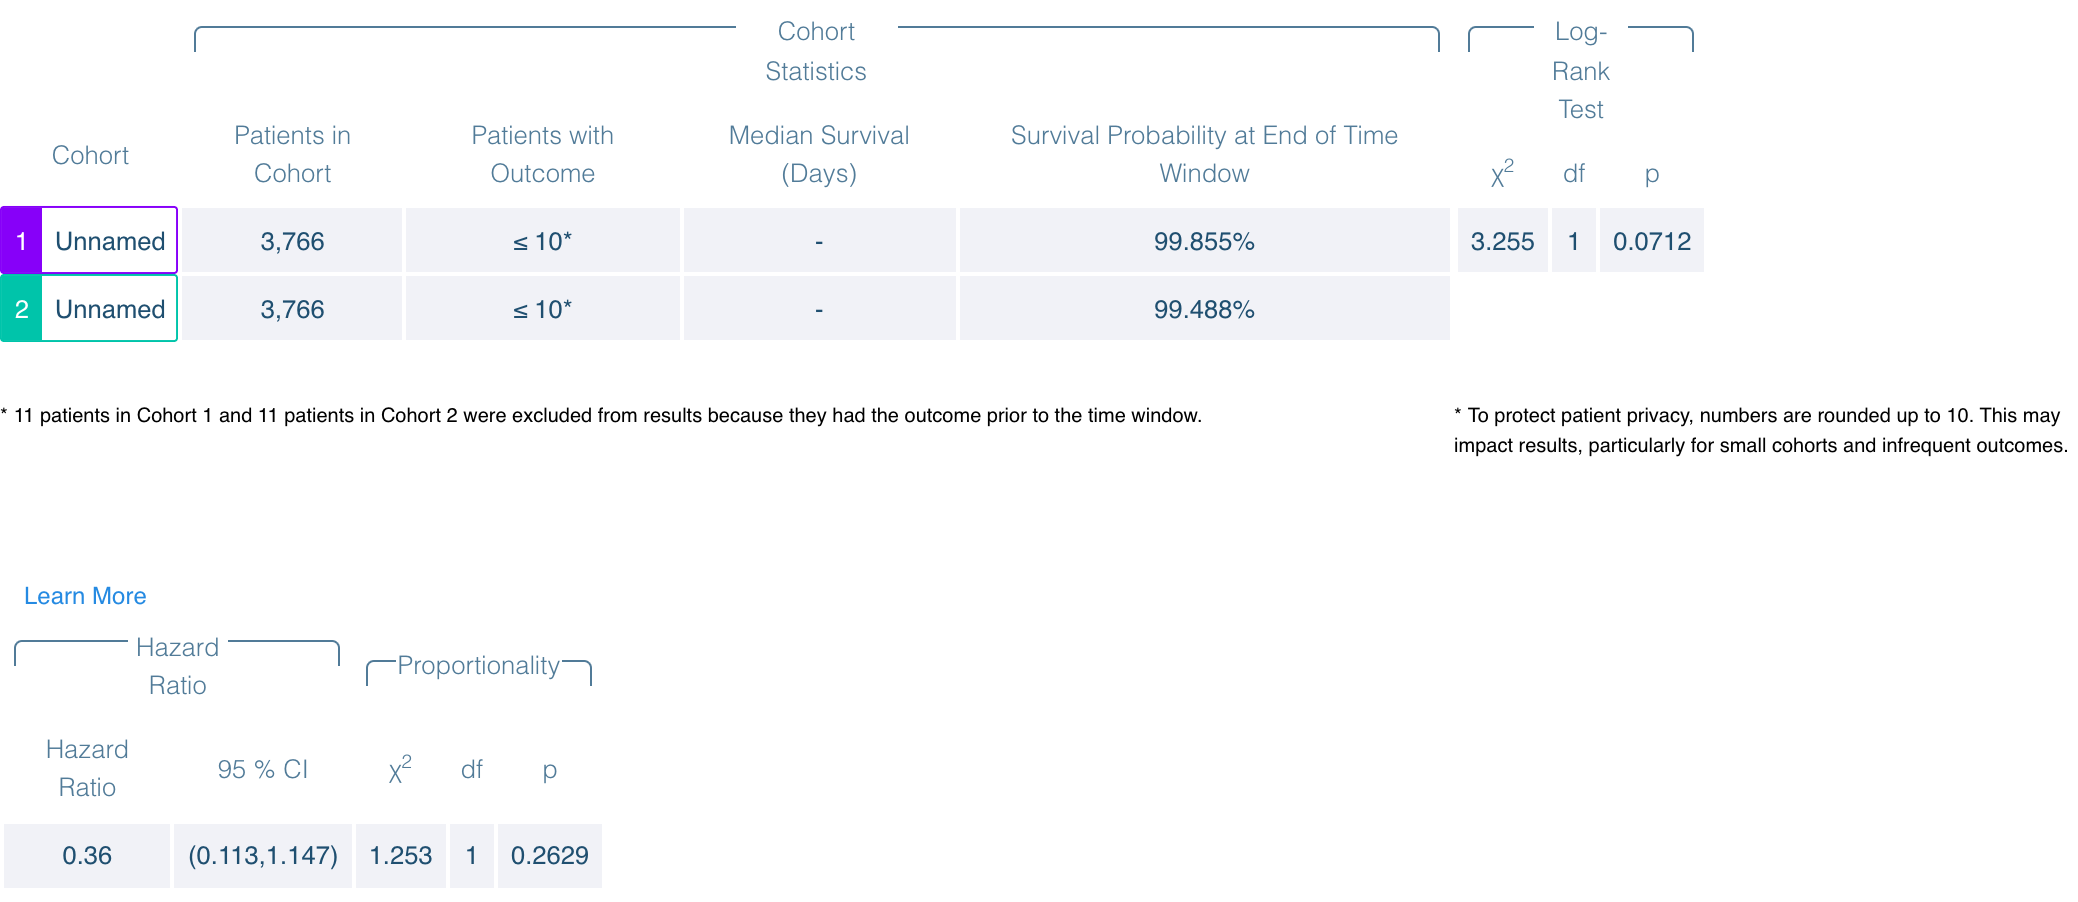 Cohort
Statistics
Log-
Rank
Test
Cohort
Patients in
Cohort
Patients with
Outcome
Median Survival
(Days)
Survival Probability at End of Time
Window
χ² df p
1 Unnamed 3,766 ≤ 10* - 99.855% 3.255 1 0.0712
2 Unnamed 3,766 ≤ 10* - 99.488%
* 11 patients in Cohort 1 and 11 patients in Cohort 2 were excluded from results because they had the outcome prior to the time window.
* To protect patient privacy, numbers are rounded up to 10. This may
impact results, particularly for small cohorts and infrequent outcomes.
Learn More
Hazard
Ratio
Proportionality
Hazard
Ratio
95 % CI χ² df p
0.36 (0.113,1.147) 1.253 1 0.2629